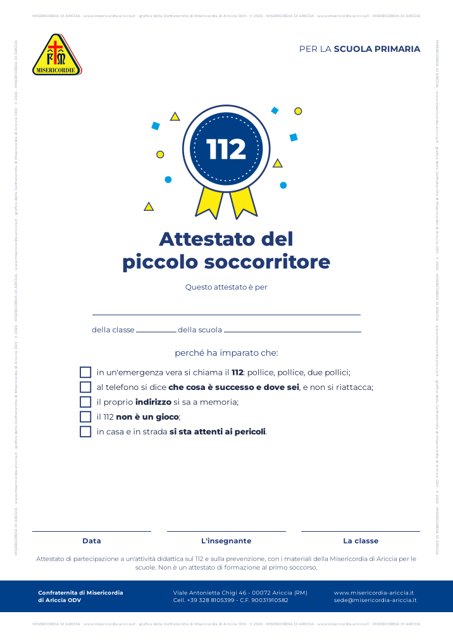 PER LA SCUOLA PRIMARIA
MISERICORDIE
112
Attestato del
piccolo soccorritore
Questo attestato è per
della classe
della scuola
perché ha imparato che:
in un'emergenza vera si chiama il 112: pollice, pollice, due pollici;
al telefono si dice che cosa è successo e dove sei, e non si riattacca;
il proprio indirizzo si sa a memoria;
il 112 non è un gioco;
in casa e in strada si sta attenti ai pericoli.
Data
L'insegnante
La classe
Attestato di partecipazione a un'attività didattica sul 112 e sulla prevenzione, con i materiali della Misericordia di Ariccia per le
scuole. Non è un attestato di formazione al primo soccorso.
Confraternita di Misericordia
di Ariccia ODV
Viale Antonietta Chigi 46 - 00072 Ariccia (RM)
Cell. +39 328 8105399 - C.F. 90031910582
www.misericordia-ariccia.it
sede@misericordia-ariccia.it